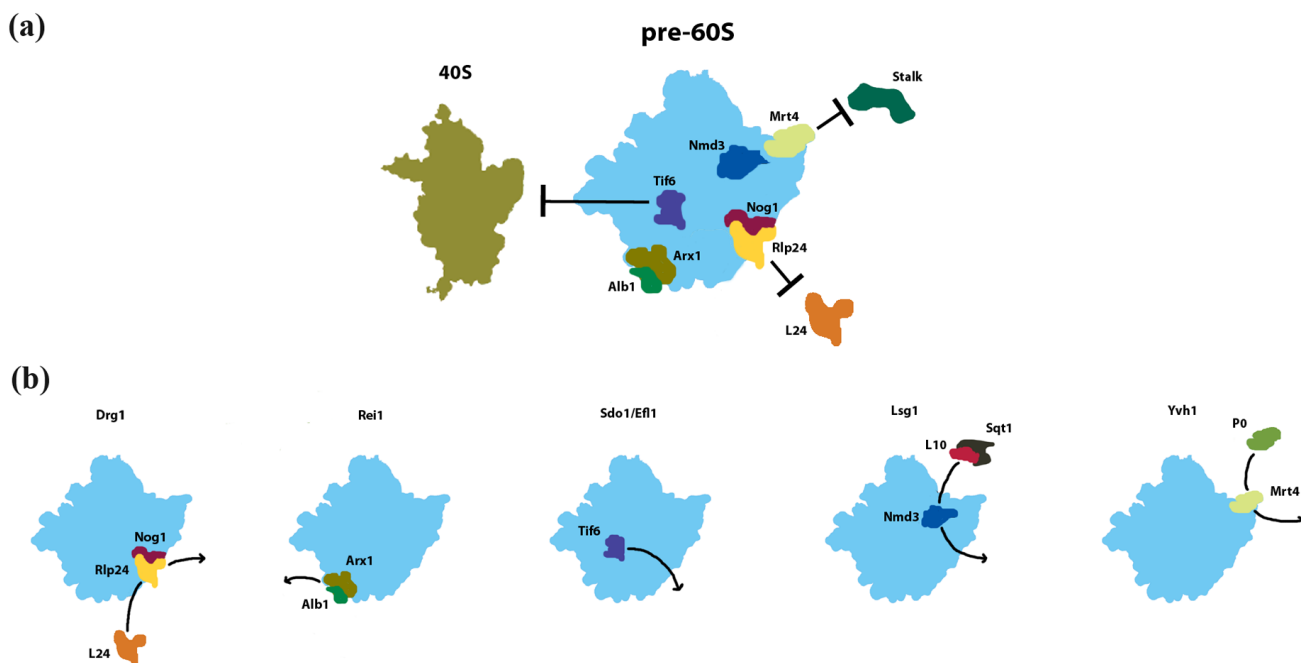 (a)
pre-60S
40S
Stalk
Mrt4
Nmd3
Tif6
Nog1
Rlp24
Arx1
Alb1
L24
(b)
Drg1
Rei1
Sdo1/Efl1
Lsg1
Yvh1
Nog1
Rlp24
L24
Arx1
Alb1
Tif6
Sqt1
L10
Nmd3
P0
Mrt4